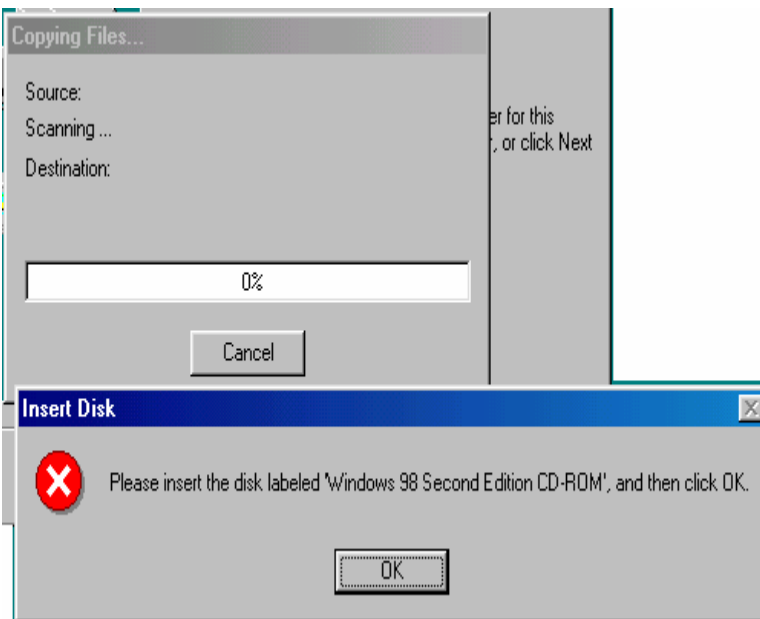 Copying Files...
Source:
Scanning ...
Destination:
er for this
, or click Next
0%
Cancel
Insert Disk
Please insert the disk labeled 'Windows 98 Second Edition CD-ROM', and then click OK.
OK